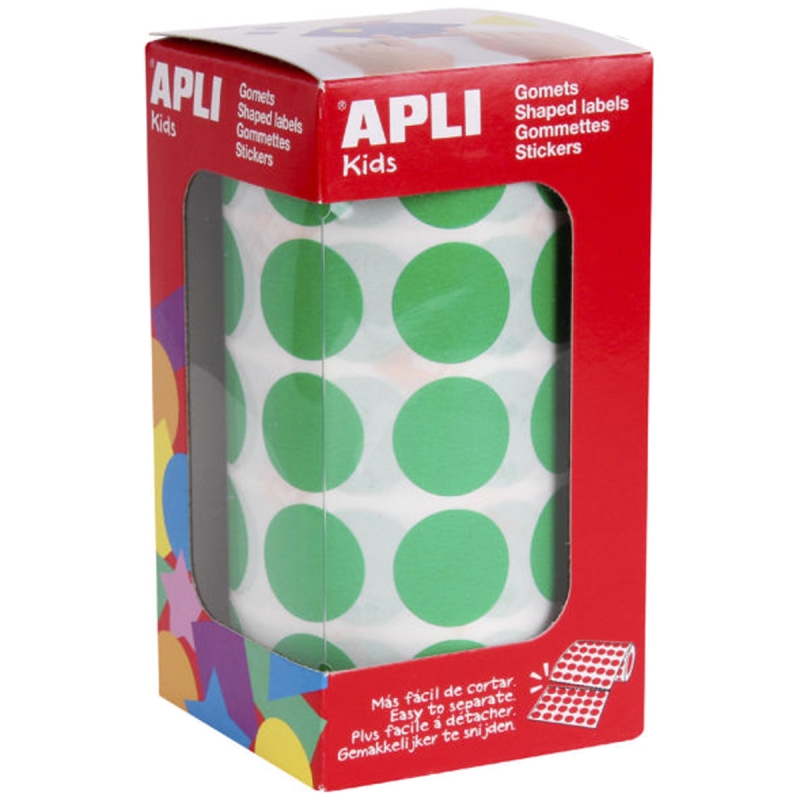 ®APLI
Kids
Gomets
Shaped labels
Gommettes
Stickers
®APLI
Kids
Gomets
Shaped labels
Gommettes
Stickers
Más fácil de cortar.
Easy to separate.
Plus facile á détacher.
Gemakkelijker te snijden.